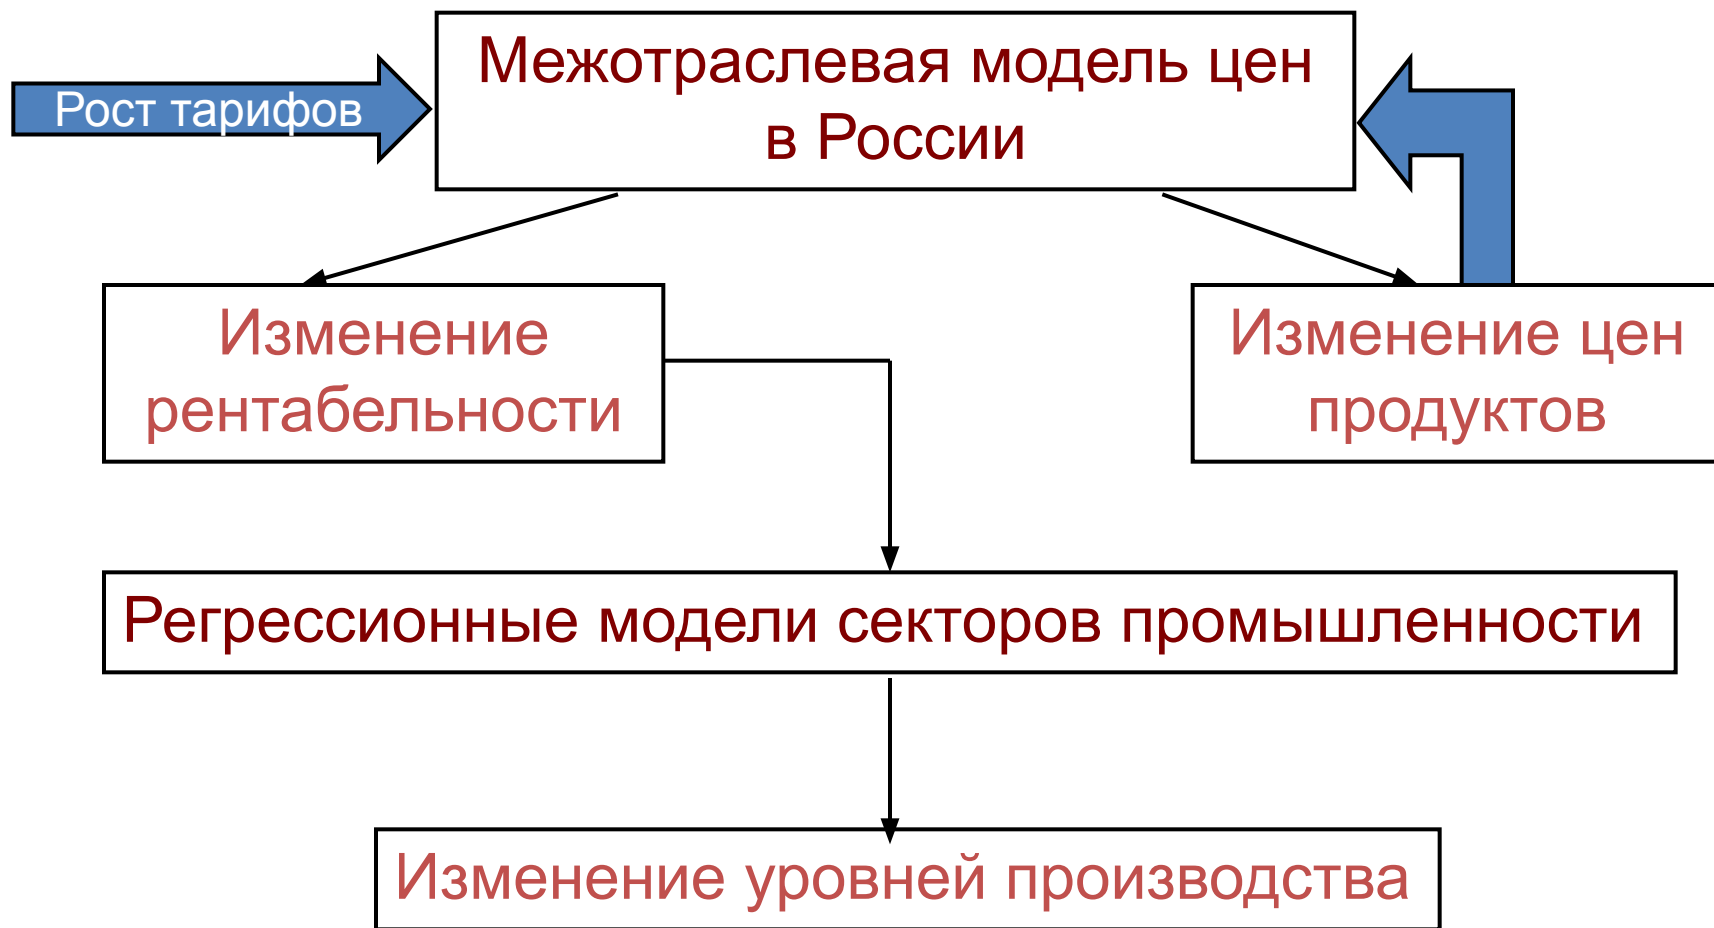 Межотраслевая модель цен
в России
Рост тарифов
Изменение
рентабельности
Изменение цен
продуктов
Регрессионные модели секторов промышленности
Изменение уровней производства